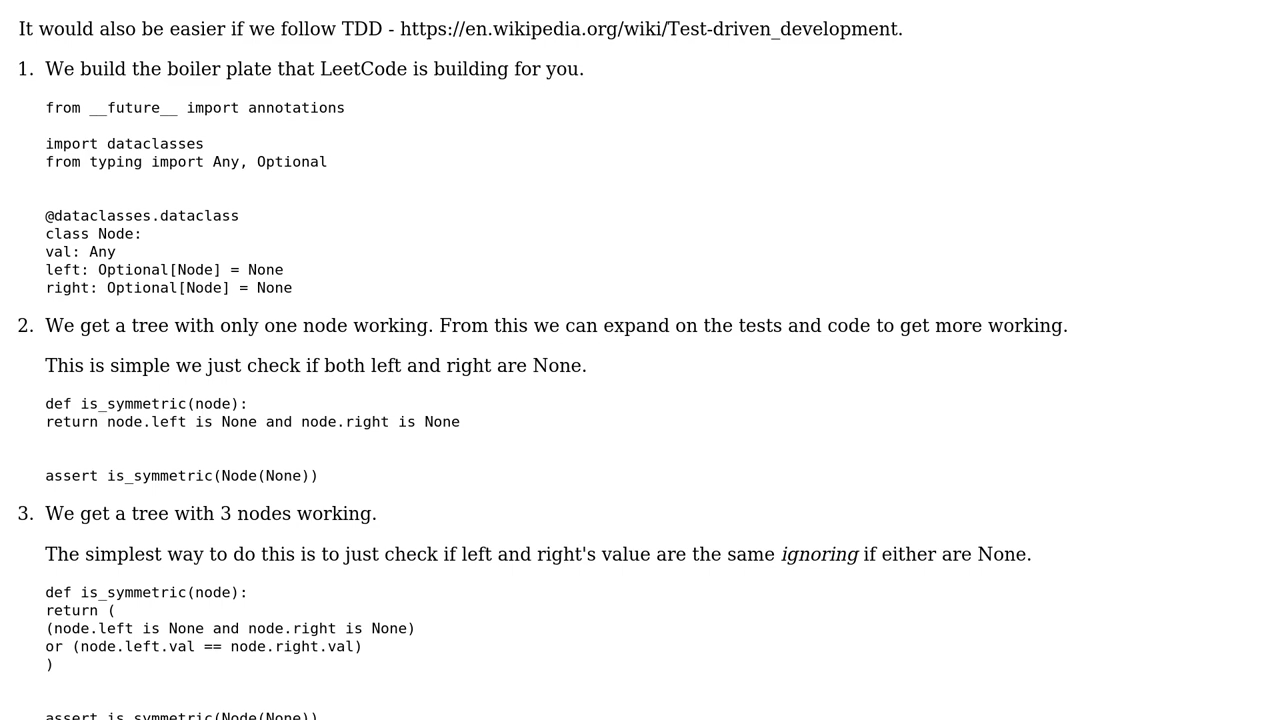 It would also be easier if we follow TDD - https://en.wikipedia.org/wiki/Test-driven_development.
1. We build the boiler plate that LeetCode is building for you.
from __future__ import annotations
import dataclasses
from typing import Any, Optional
@dataclasses.dataclass
class Node:
val: Any
left: Optional[Node] = None
right: Optional[Node] = None
2. We get a tree with only one node working. From this we can expand on the tests and code to get more working.
This is simple we just check if both left and right are None.
def is_symmetric(node):
return node.left is None and node.right is None
assert is_symmetric(Node(None))
3. We get a tree with 3 nodes working.
The simplest way to do this is to just check if left and right's value are the same ignoring if either are None.
def is_symmetric(node):
return (
(node.left is None and node.right is None)
or (node.left.val == node.right.val)
)
assert is_symmetric(Node(None))